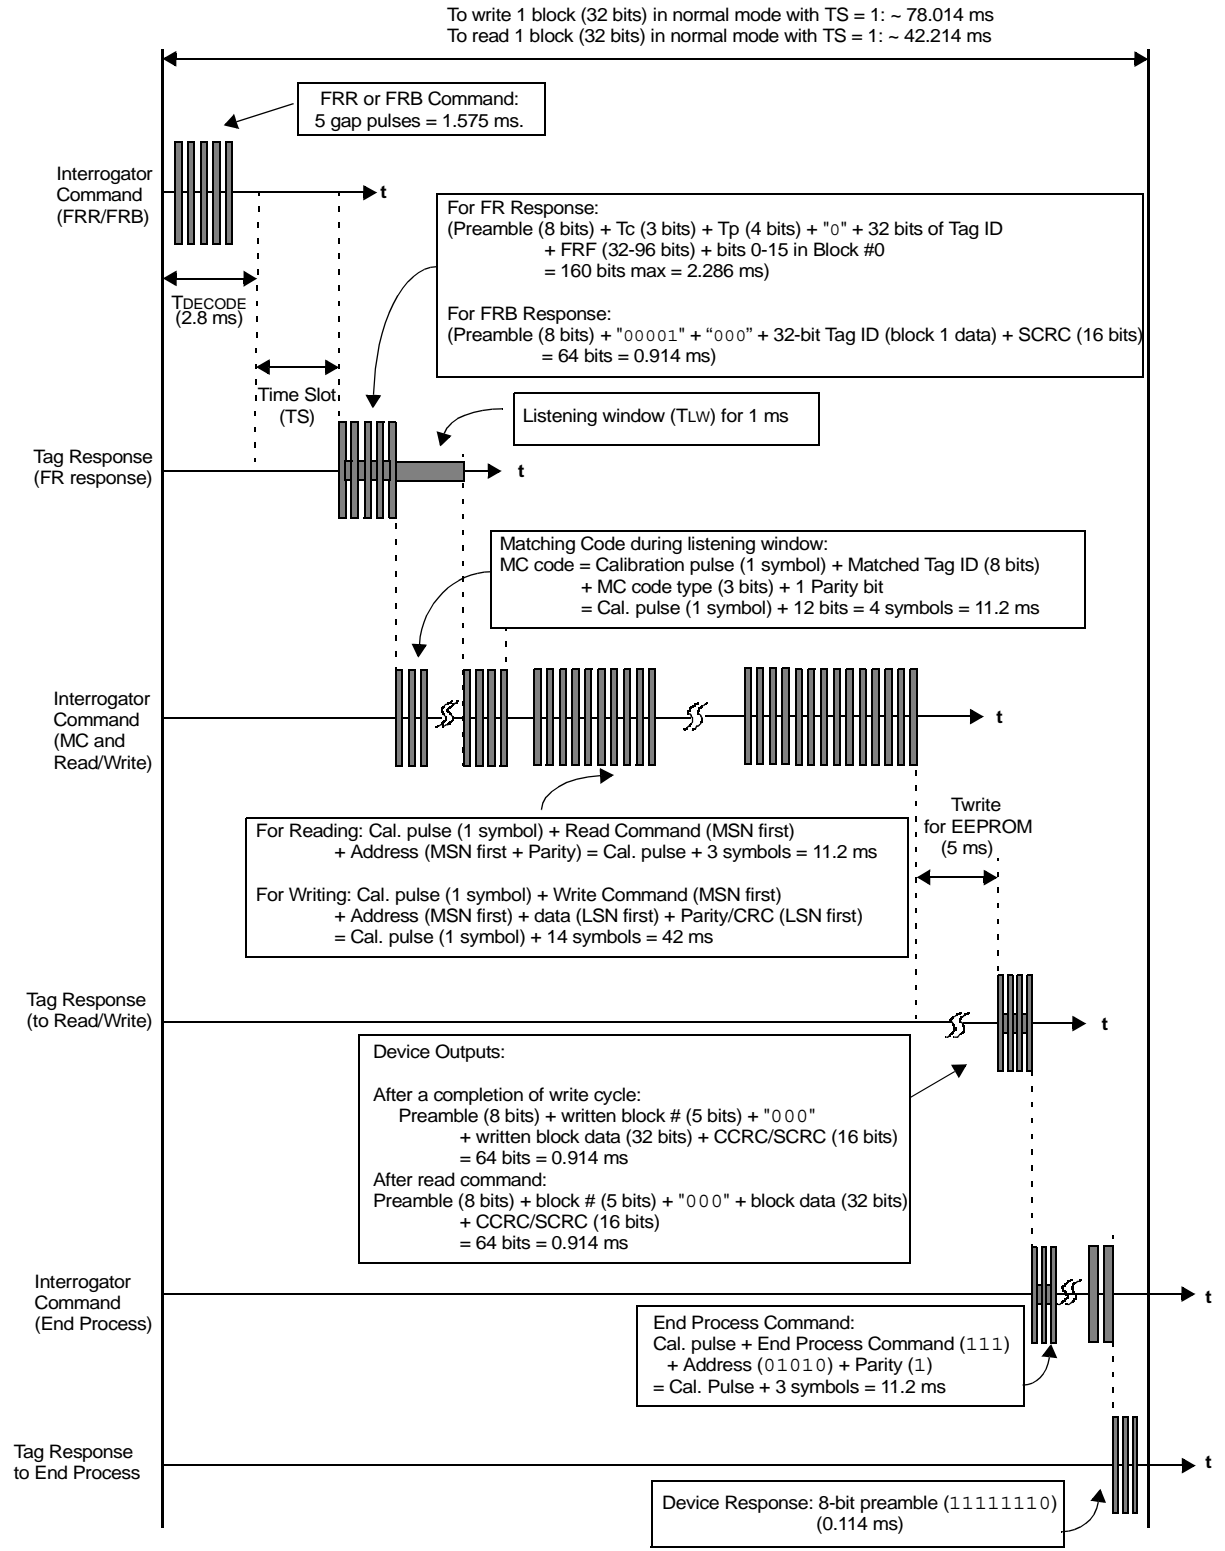 To write 1 block (32 bits) in normal mode with TS = 1: ~ 78.014 ms
To read 1 block (32 bits) in normal mode with TS = 1: ~ 42.214 ms
FRR or FRB Command:
5 gap pulses = 1.575 ms.
Interrogator
Command
(FRR/FRB)
t
For FR Response:
(Preamble (8 bits) + Tc (3 bits) + Tp (4 bits) + "0" + 32 bits of Tag ID
+ FRF (32-96 bits) + bits 0-15 in Block #0
= 160 bits max = 2.286 ms)
For FRB Response:
(Preamble (8 bits) + "00001" + “000” + 32-bit Tag ID (block 1 data) + SCRC (16 bits)
= 64 bits = 0.914 ms)
TDECODE
(2.8 ms)
Time Slot
(TS)
Listening window (TLW) for 1 ms
Tag Response
(FR response)
t
Matching Code during listening window:
MC code = Calibration pulse (1 symbol) + Matched Tag ID (8 bits)
+ MC code type (3 bits) + 1 Parity bit
= Cal. pulse (1 symbol) + 12 bits = 4 symbols = 11.2 ms
Interrogator
Command
(MC and
Read/Write)
t
Twrite
for EEPROM
(5 ms)
For Reading: Cal. pulse (1 symbol) + Read Command (MSN first)
+ Address (MSN first + Parity) = Cal. pulse + 3 symbols = 11.2 ms
For Writing: Cal. pulse (1 symbol) + Write Command (MSN first)
+ Address (MSN first) + data (LSN first) + Parity/CRC (LSN first)
= Cal. pulse (1 symbol) + 14 symbols = 42 ms
Tag Response
(to Read/Write)
t
Device Outputs:
After a completion of write cycle:
Preamble (8 bits) + written block # (5 bits) + "000"
+ written block data (32 bits) + CCRC/SCRC (16 bits)
= 64 bits = 0.914 ms
After read command:
Preamble (8 bits) + block # (5 bits) + "000" + block data (32 bits)
+ CCRC/SCRC (16 bits)
= 64 bits = 0.914 ms
Interrogator
Command
(End Process)
t
End Process Command:
Cal. pulse + End Process Command (111)
+ Address (01010) + Parity (1)
= Cal. Pulse + 3 symbols = 11.2 ms
Tag Response
to End Process
t
Device Response: 8-bit preamble (11111110)
(0.114 ms)